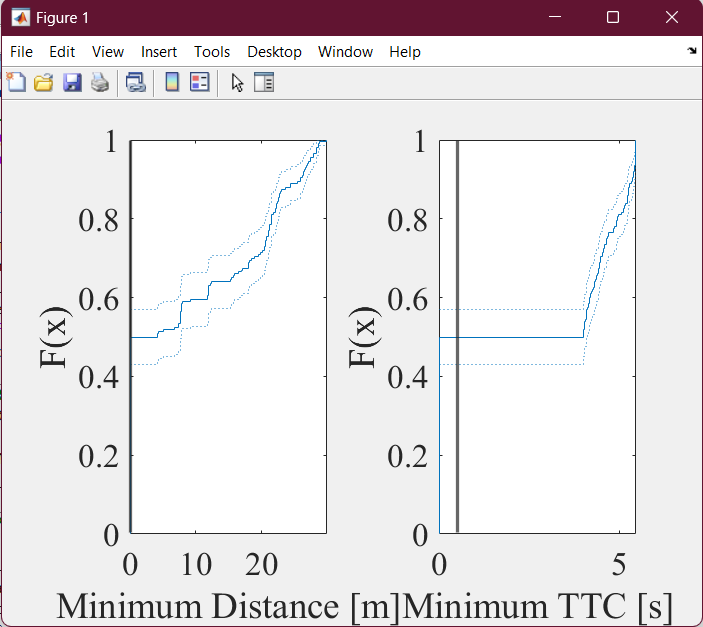 Figure 1
File Edit View Insert Tools Desktop Window Help
1
0.8
0.6
0.4
0.2
0
F(x)
0 10 20
Minimum Distance [m]
1
0.8
0.6
0.4
0.2
0
F(x)
0 5
Minimum TTC [s]